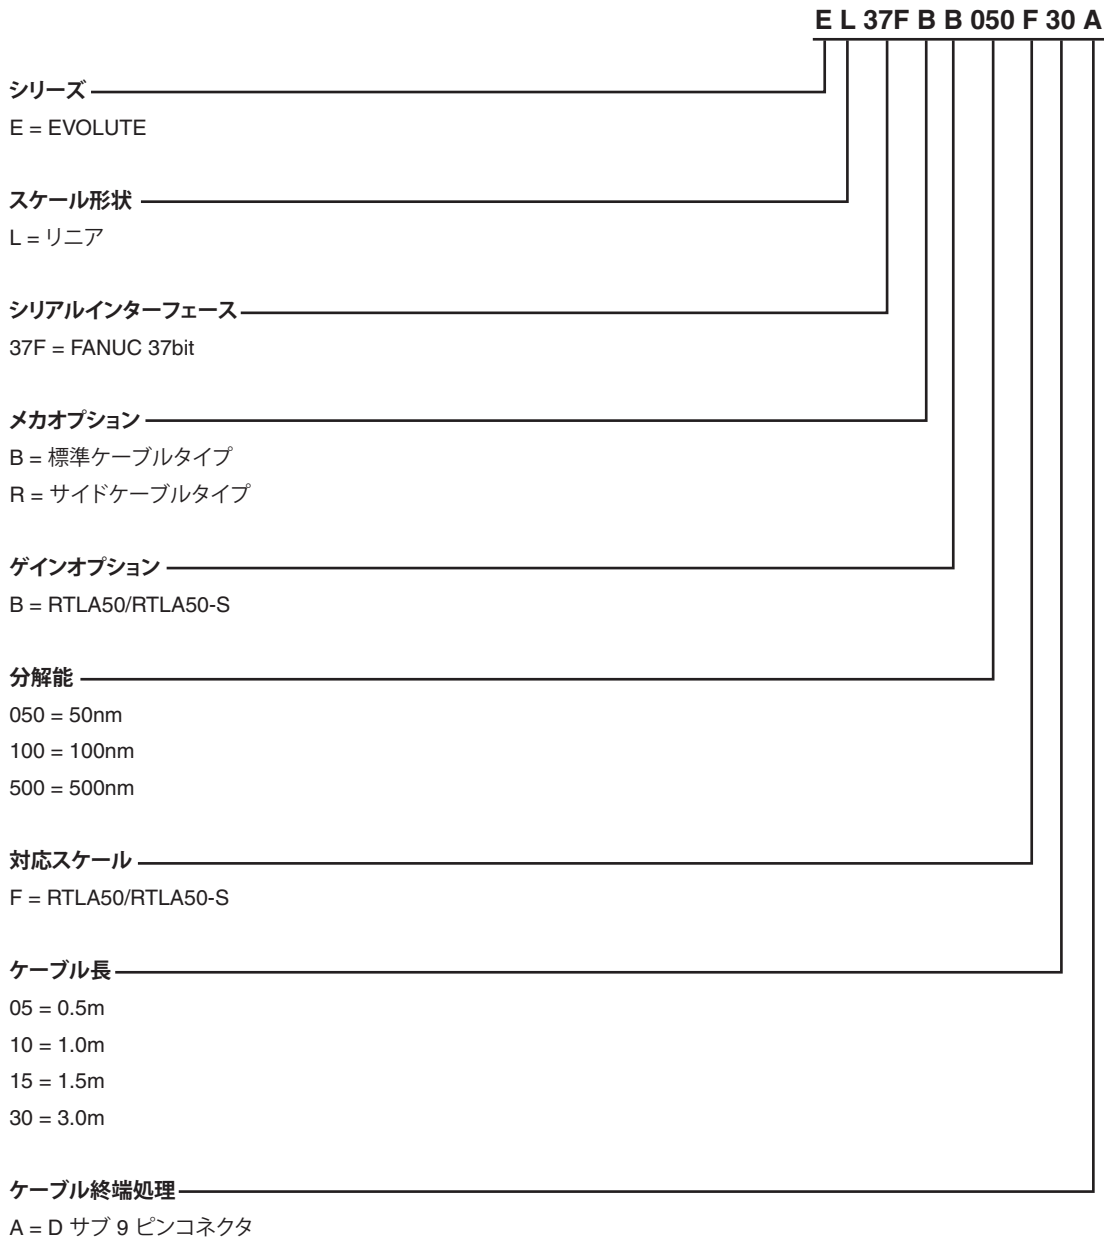 E L 37F B B 050 F 30 A
シリーズ
E = EVOLUTE
スケール形状
L = リニア
シリアルインターフェース
37F = FANUC 37bit
メカオプション
B = 標準ケーブルタイプ
R = サイドケーブルタイプ
ゲインオプション
B = RTLA50/RTLA50-S
分解能
050 = 50nm
100 = 100nm
500 = 500nm
対応スケール
F = RTLA50/RTLA50-S
ケーブル長
05 = 0.5m
10 = 1.0m
15 = 1.5m
30 = 3.0m
ケーブル終端処理
A = D サブ 9 ピンコネクタ